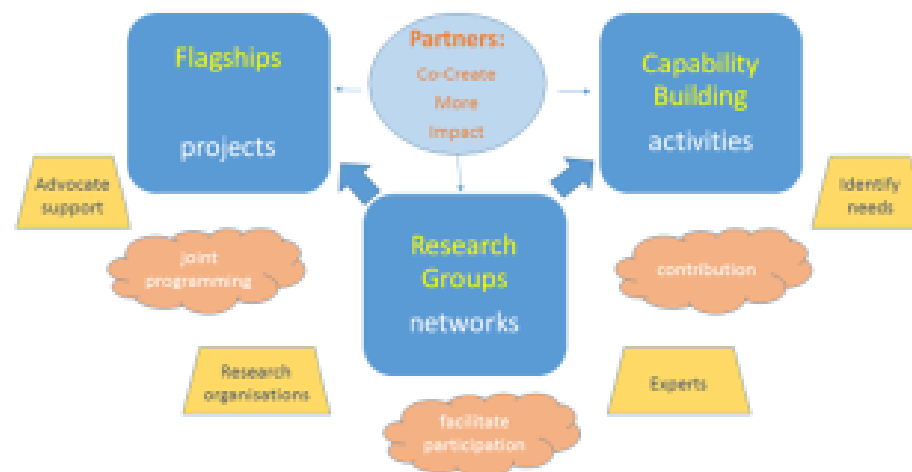 Flagships
projects
Partners:
Co-Create
More
Impact
Capability
Building
activities
Advocate
support
Identify
needs
joint
programming
Research
Groups
networks
contribution
Research
organisations
Experts
facilitate
participation